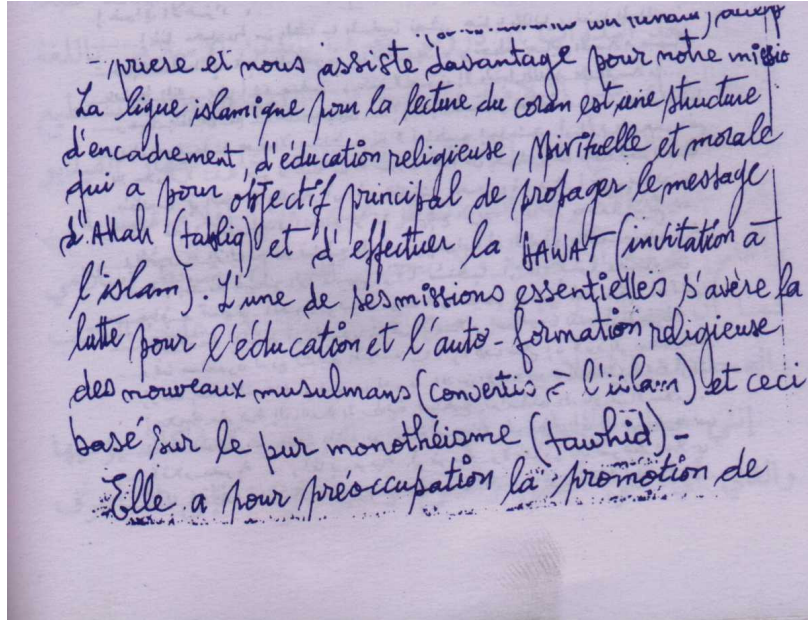 - prière et nous assiste davantage pour notre missio
La ligue islamique pour la lecture du coran est une structure
d'encadrement, d'éducation religieuse, spirituelle et morale
qui a pour objectif principal de propager le message
d'Allah (tabliq) et d'effectuer la DAWAT (invitation à
l'islam). L'une de ses missions essentielles s'avère la
lutte pour l'éducation et l'auto-formation religieuse
des nouveaux musulmans (convertis à l'islam) et ceci
basé sur le pur monothéisme (tawhid) -
Elle a pour préoccupation la promotion de